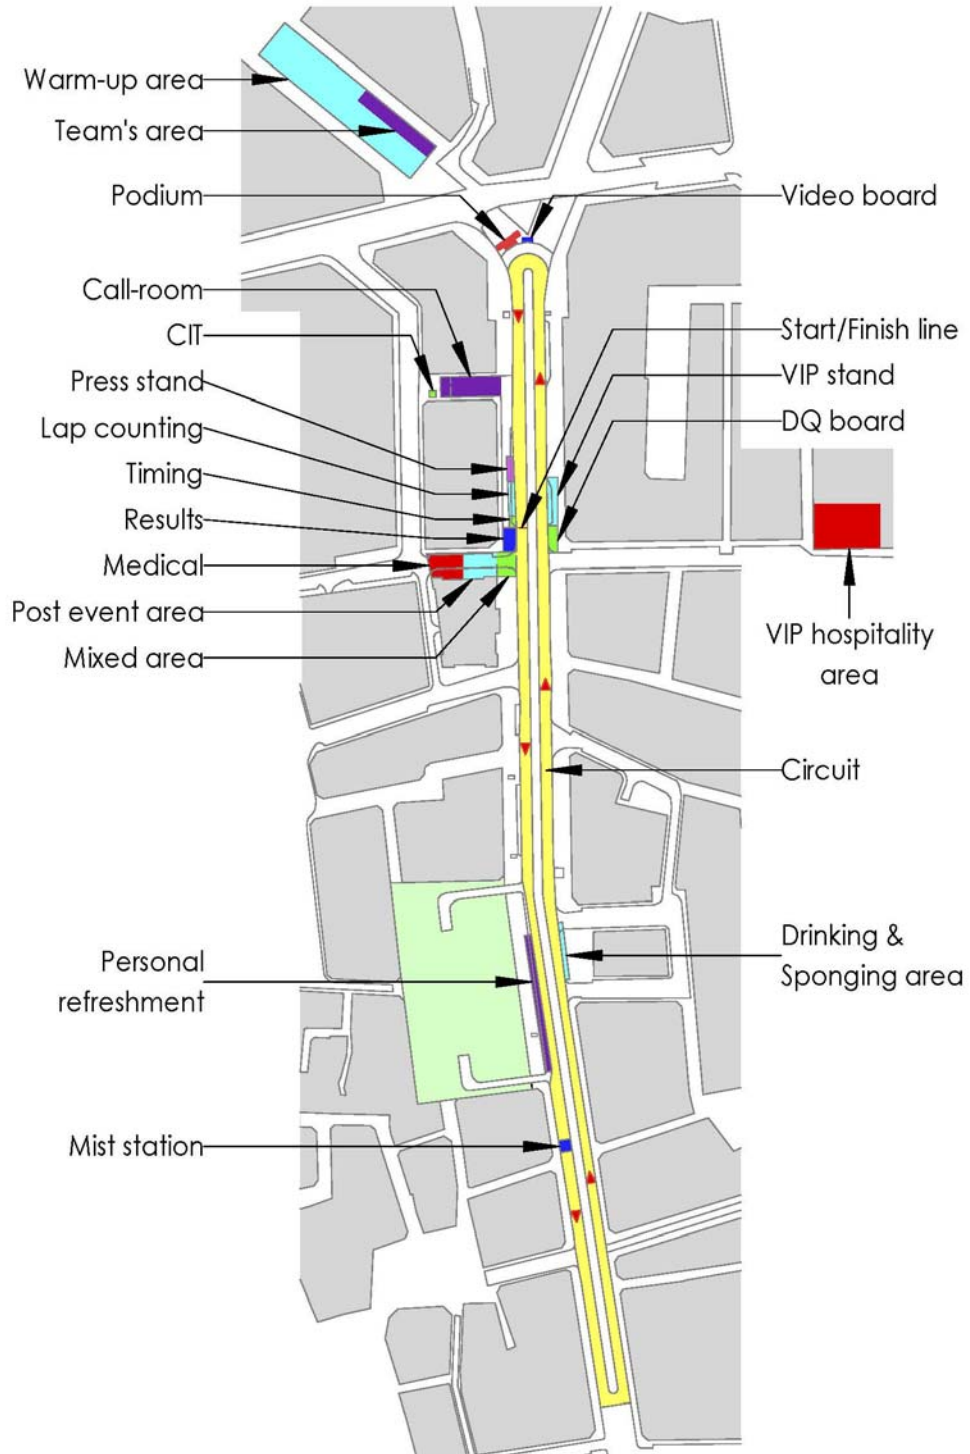 Warm-up area
Team's area
Podium
Video board
Call-room
CIT
Start/Finish line
Press stand
VIP stand
Lap counting
DQ board
Timing
Results
Medical
Post event area
Mixed area
VIP hospitality
area
Circuit
Personal
refreshment
Drinking &
Sponging area
Mist station